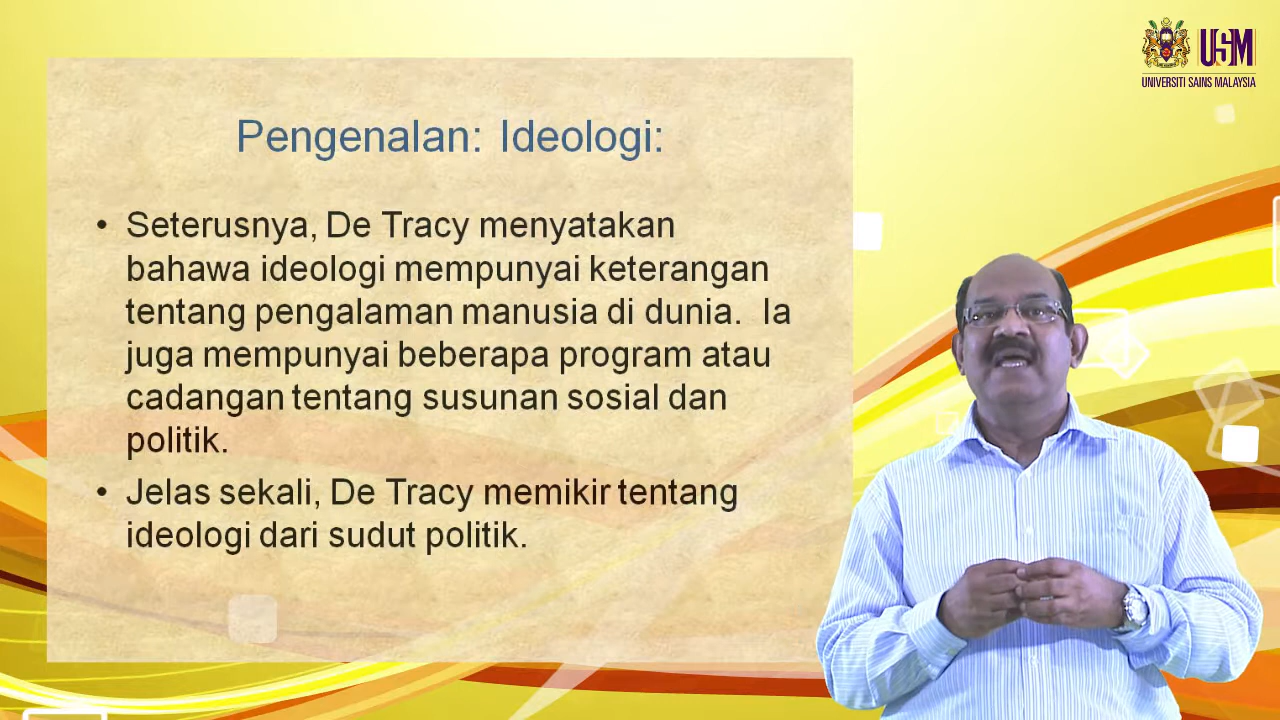 USM
UNIVERSITI SAINS MALAYSIA
Pengenalan: Ideologi:
• Seterusnya, De Tracy menyatakan
bahawa ideologi mempunyai keterangan
tentang pengalaman manusia di dunia. Ia
juga mempunyai beberapa program atau
cadangan tentang susunan sosial dan
politik.
• Jelas sekali, De Tracy memikir tentang
ideologi dari sudut politik.